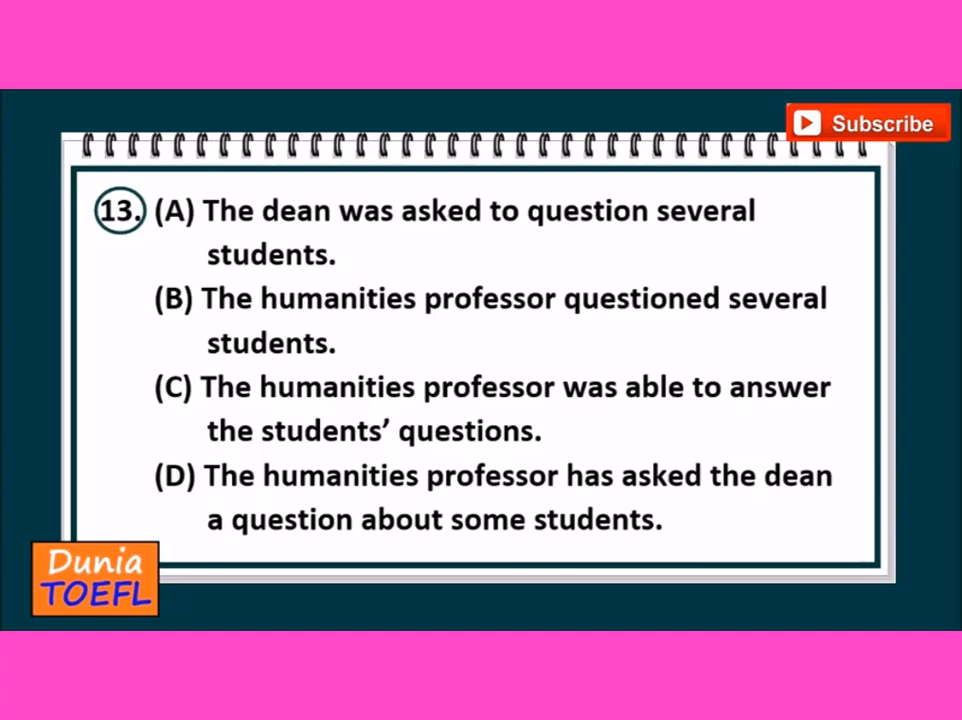 Subscribe
13. (A) The dean was asked to question several
students.
(B) The humanities professor questioned several
students.
(C) The humanities professor was able to answer
the students’ questions.
(D) The humanities professor has asked the dean
a question about some students.
Dunia
TOEFL